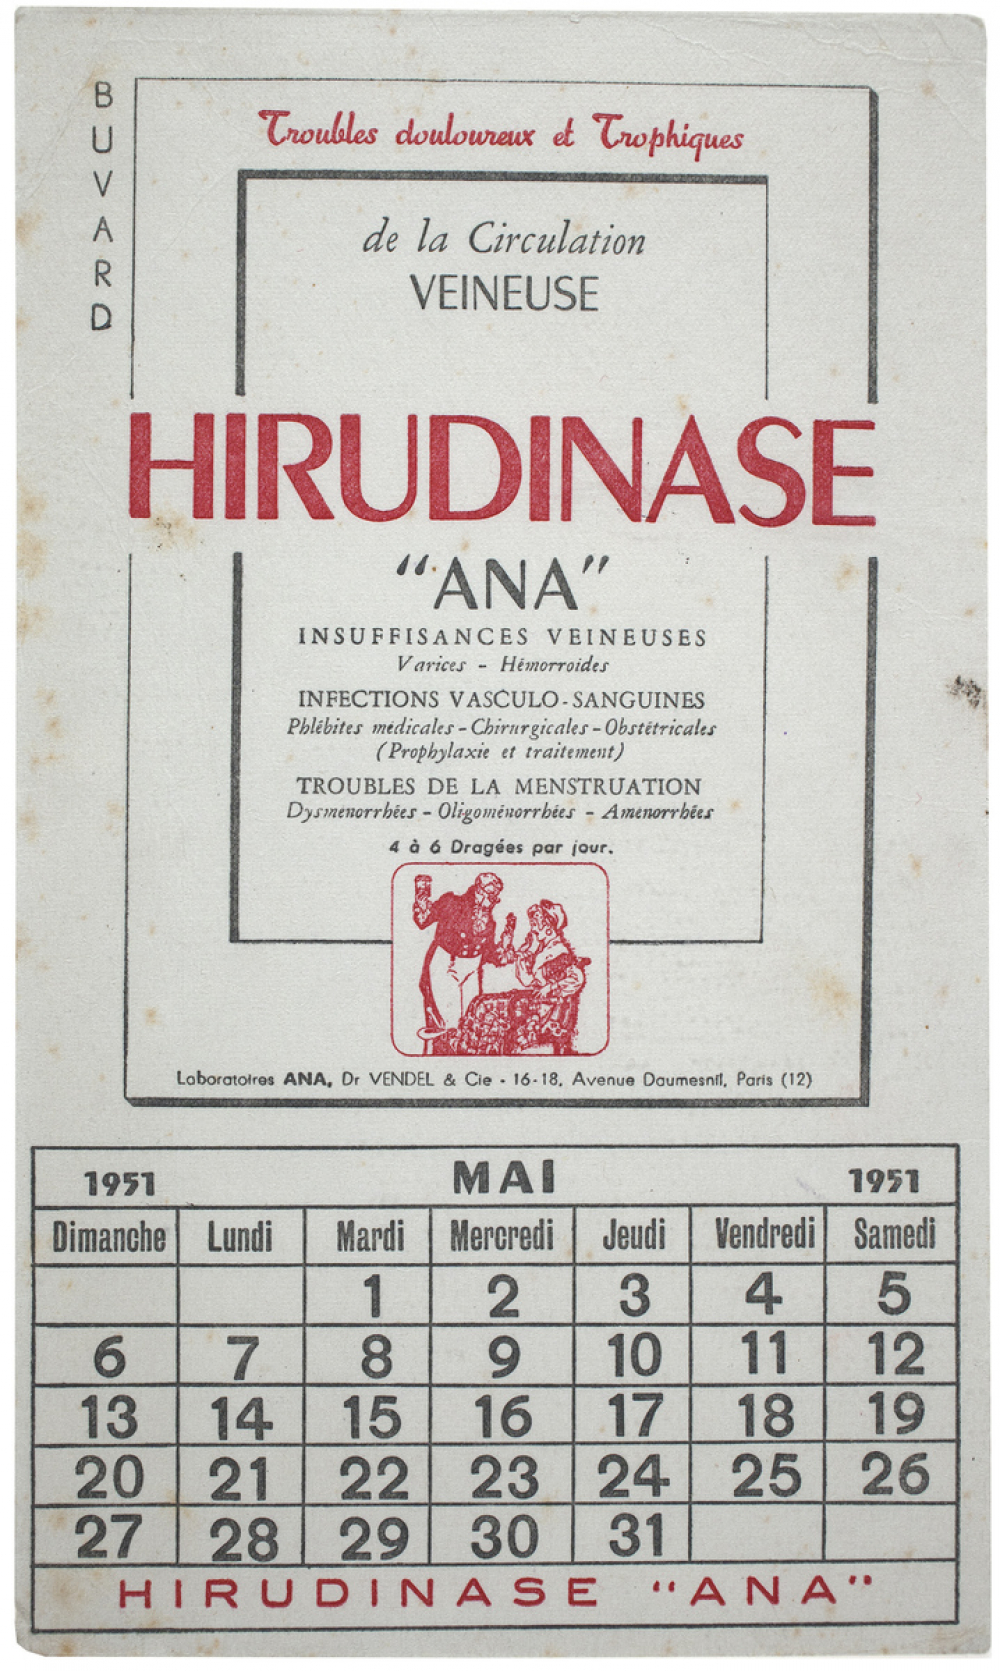 BUVARD
Troubles douloureux et Trophiques
de la Circulation
VEINEUSE
HIRUDINASE
“ANA”
INSUFFISANCES VEINEUSES
Varices - Hémorroides
INFECTIONS VASCULO-SANGUINES
Phlébites médicales - Chirurgicales - Obstétricales
(Prophylaxie et traitement)
TROUBLES DE LA MENSTRUATION
Dysménorrhées - Oligoménorrhées - Aménorrhées
4 à 6 Dragées par jour.
Laboratoires ANA, Dr VENDEL & Cie - 16-18, Avenue Daumesnil, Paris (12)
1951 MAI 1951
Dimanche Lundi Mardi Mercredi Jeudi Vendredi Samedi
1 2 3 4 5
6 7 8 9 10 11 12
13 14 15 16 17 18 19
20 21 22 23 24 25 26
27 28 29 30 31
HIRUDINASE “ANA”